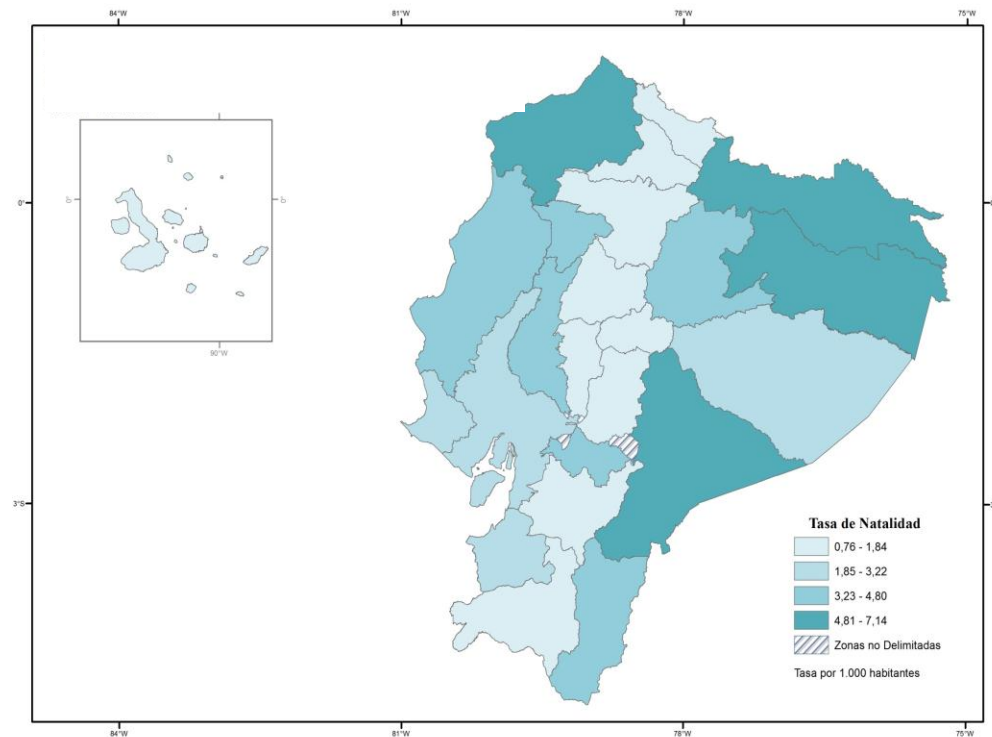 84°W 81°W 78°W 75°W
0°
0° 0°
90°W
3°S
Tasa de Natalidad
0,76 - 1,84
1,85 - 3,22
3,23 - 4,80
4,81 - 7,14
Zonas no Delimitadas
Tasa por 1.000 habitantes
84°W 81°W 78°W 75°W